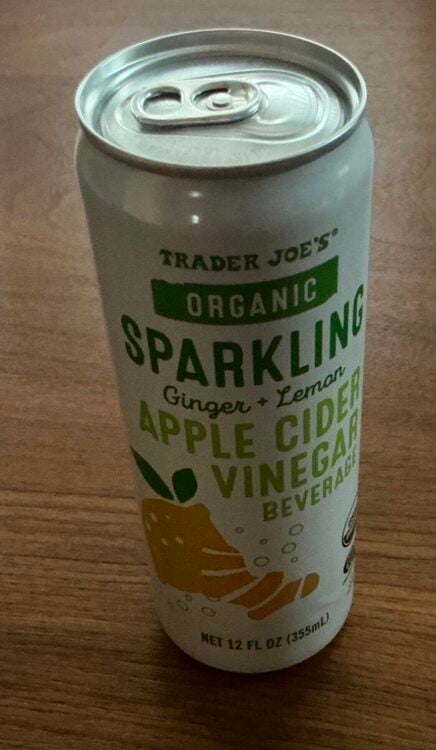 TRADER JOE'S®
ORGANIC
SPARKLING
Ginger + Lemon
APPLE CIDER
VINEGAR
BEVERAGE
NET 12 FL OZ (355mL)